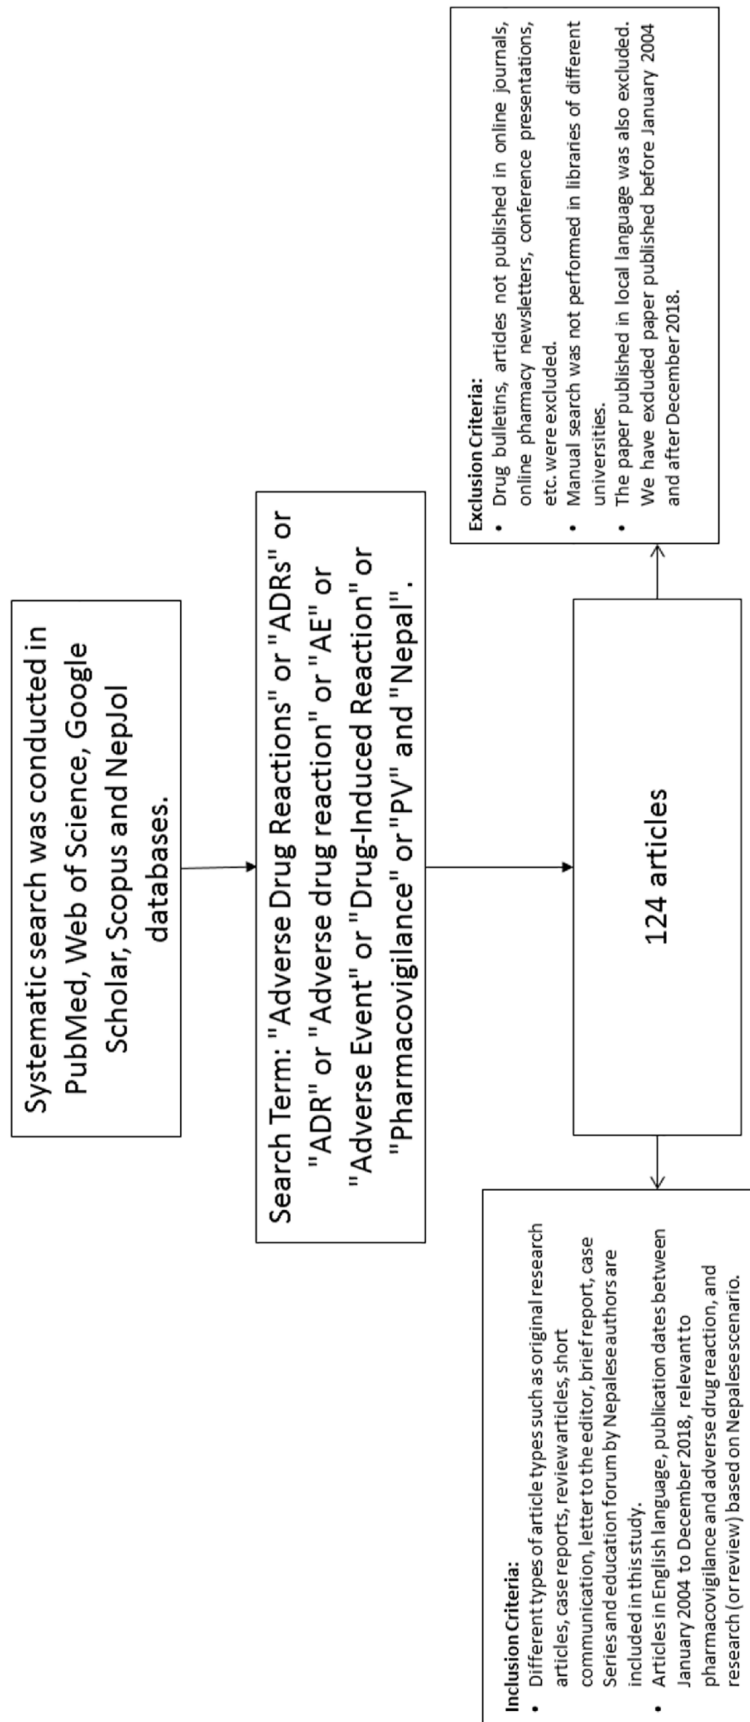 Systematic search was conducted in
PubMed, Web of Science, Google
Scholar, Scopus and NepJol
databases.
Search Term: "Adverse Drug Reactions" or "ADRs" or
"ADR" or "Adverse drug reaction" or "AE" or
"Adverse Event" or "Drug-Induced Reaction" or
"Pharmacovigilance" or "PV" and "Nepal".
124 articles
Inclusion Criteria:
• Different types of article types such as original research
articles, case reports, review articles, short
communication, letter to the editor, brief report, case
Series and education forum by Nepalese authors are
included in this study.
• Articles in English language, publication dates between
January 2004 to December 2018, relevant to
pharmacovigilance and adverse drug reaction, and
research (or review) based on Nepalese scenario.
Exclusion Criteria:
• Drug bulletins, articles not published in online journals,
online pharmacy newsletters, conference presentations,
etc. were excluded.
• Manual search was not performed in libraries of different
universities.
• The paper published in local language was also excluded.
We have excluded paper published before January 2004
and after December 2018.